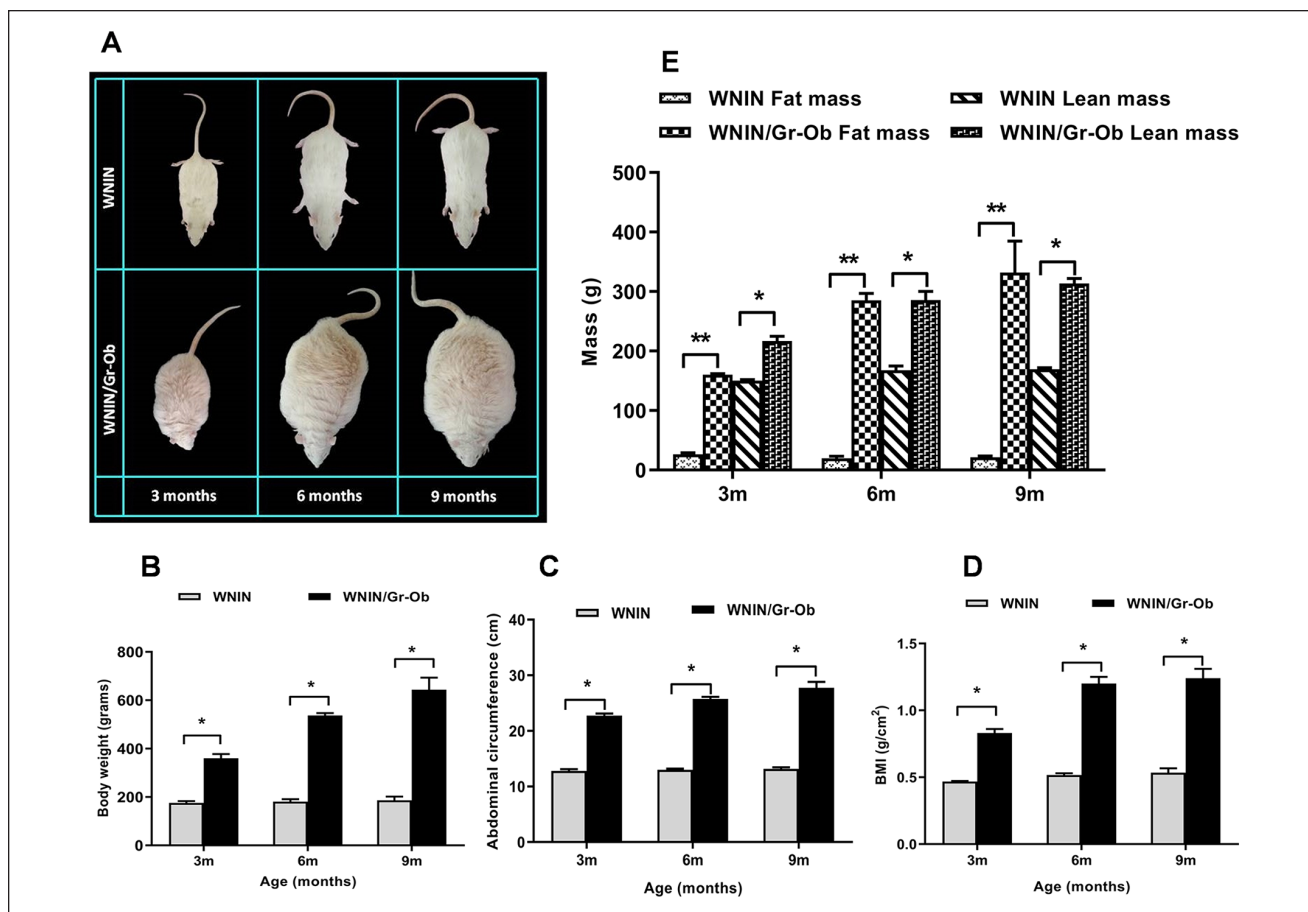 A
WNIN
WNIN/Gr-Ob
3 months
6 months
9 months
E
WNIN Fat mass
WNIN Lean mass
WNIN/Gr-Ob Fat mass
WNIN/Gr-Ob Lean mass
Mass (g)
500
400
300
200
100
0
**
*
**
*
**
*
3m
6m
9m
B
WNIN
WNIN/Gr-Ob
Body weight (grams)
800
600
400
200
0
*
*
*
3m
6m
9m
Age (months)
C
WNIN
WNIN/Gr-Ob
Abdominal circumference (cm)
40
30
20
10
0
*
*
*
3m
6m
9m
Age (months)
D
WNIN
WNIN/Gr-Ob
BMI (g/cm²)
1.5
1.0
0.5
0.0
*
*
*
3m
6m
9m
Age (months)